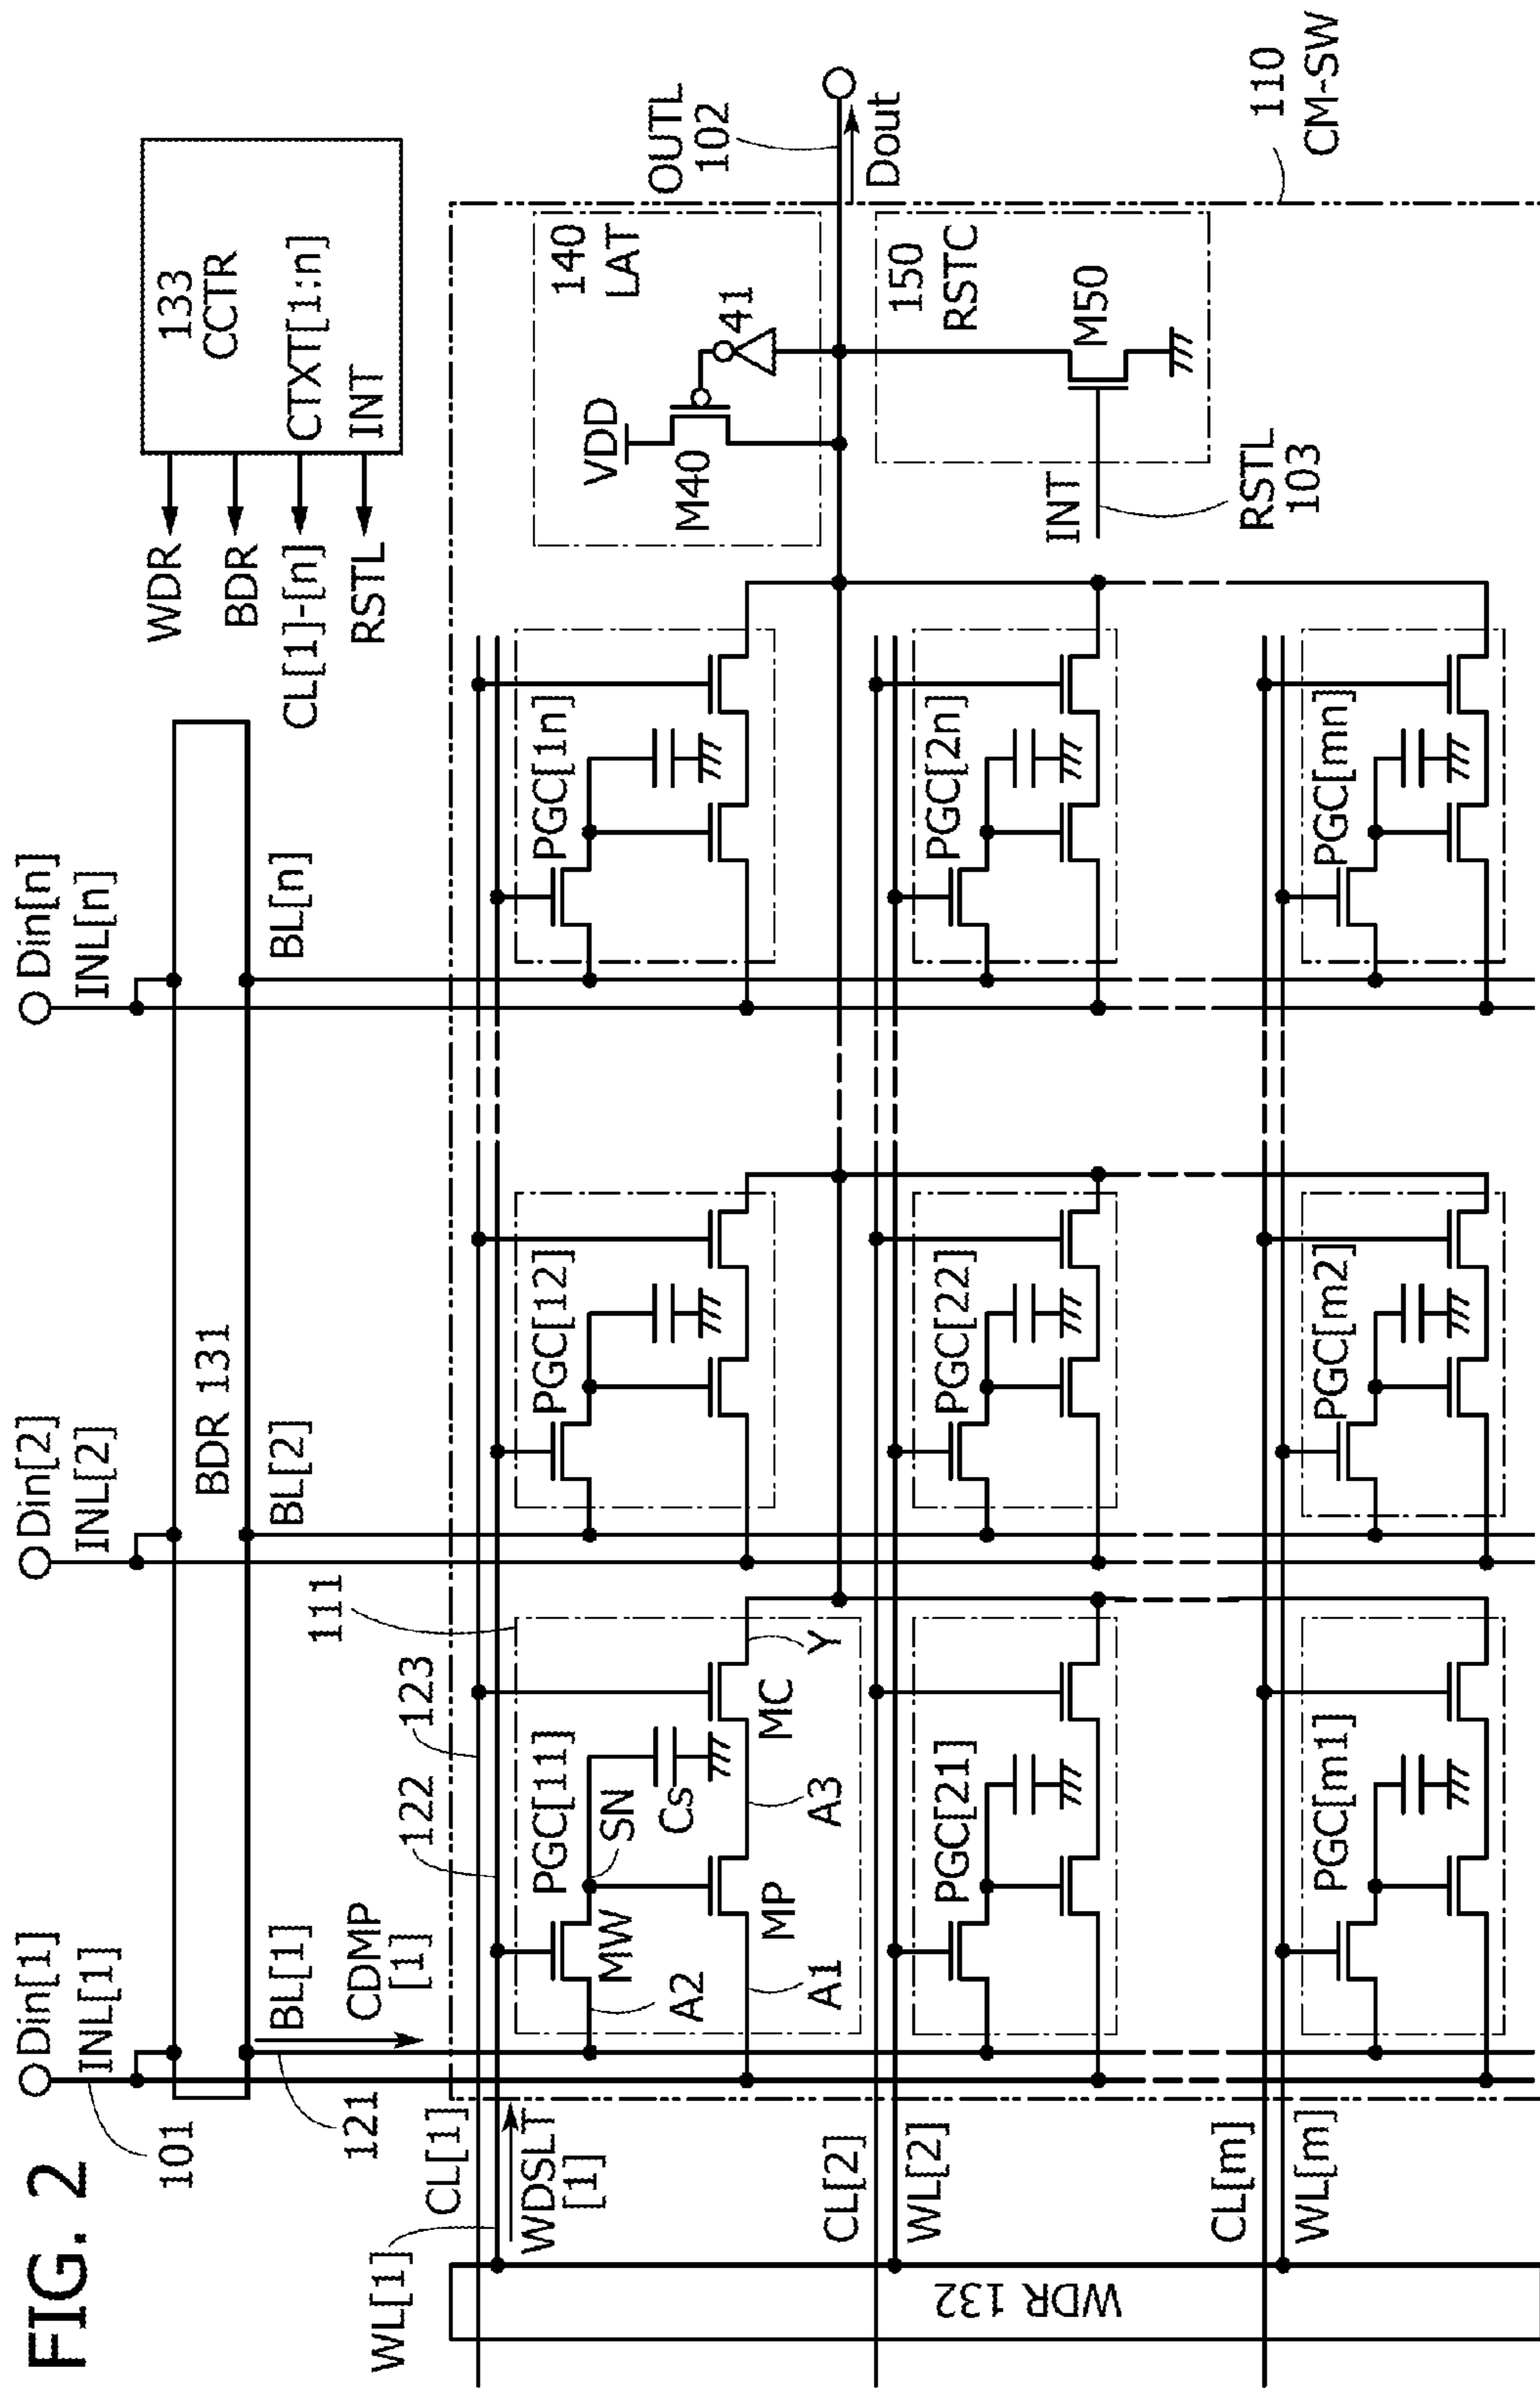 FIG. 2
Din[1]
INL[1]
101
Din[2]
INL[2]
Din[n]
INL[n]
BDR 131
133
CCTR
CTXT[1:n]
INT
WDR
BDR
CL[1]-[n]
RSTL
121
BL[1]
CDMP
[1]
BL[2]
BL[n]
WL[1]
CL[1]
WDSLT
[1]
122
123
111
PGC[11]
MW
SN
Cs
A2
A1
MP
A3
MC
Y
PGC[12]
PGC[1n]
140
LAT
VDD
M40
41
OUTL
102
Dout
CL[2]
WL[2]
PGC[21]
PGC[22]
PGC[2n]
150
RSTC
M50
INT
RSTL
103
110
CM-SW
WDR 132
CL[m]
WL[m]
PGC[m1]
PGC[m2]
PGC[mn]